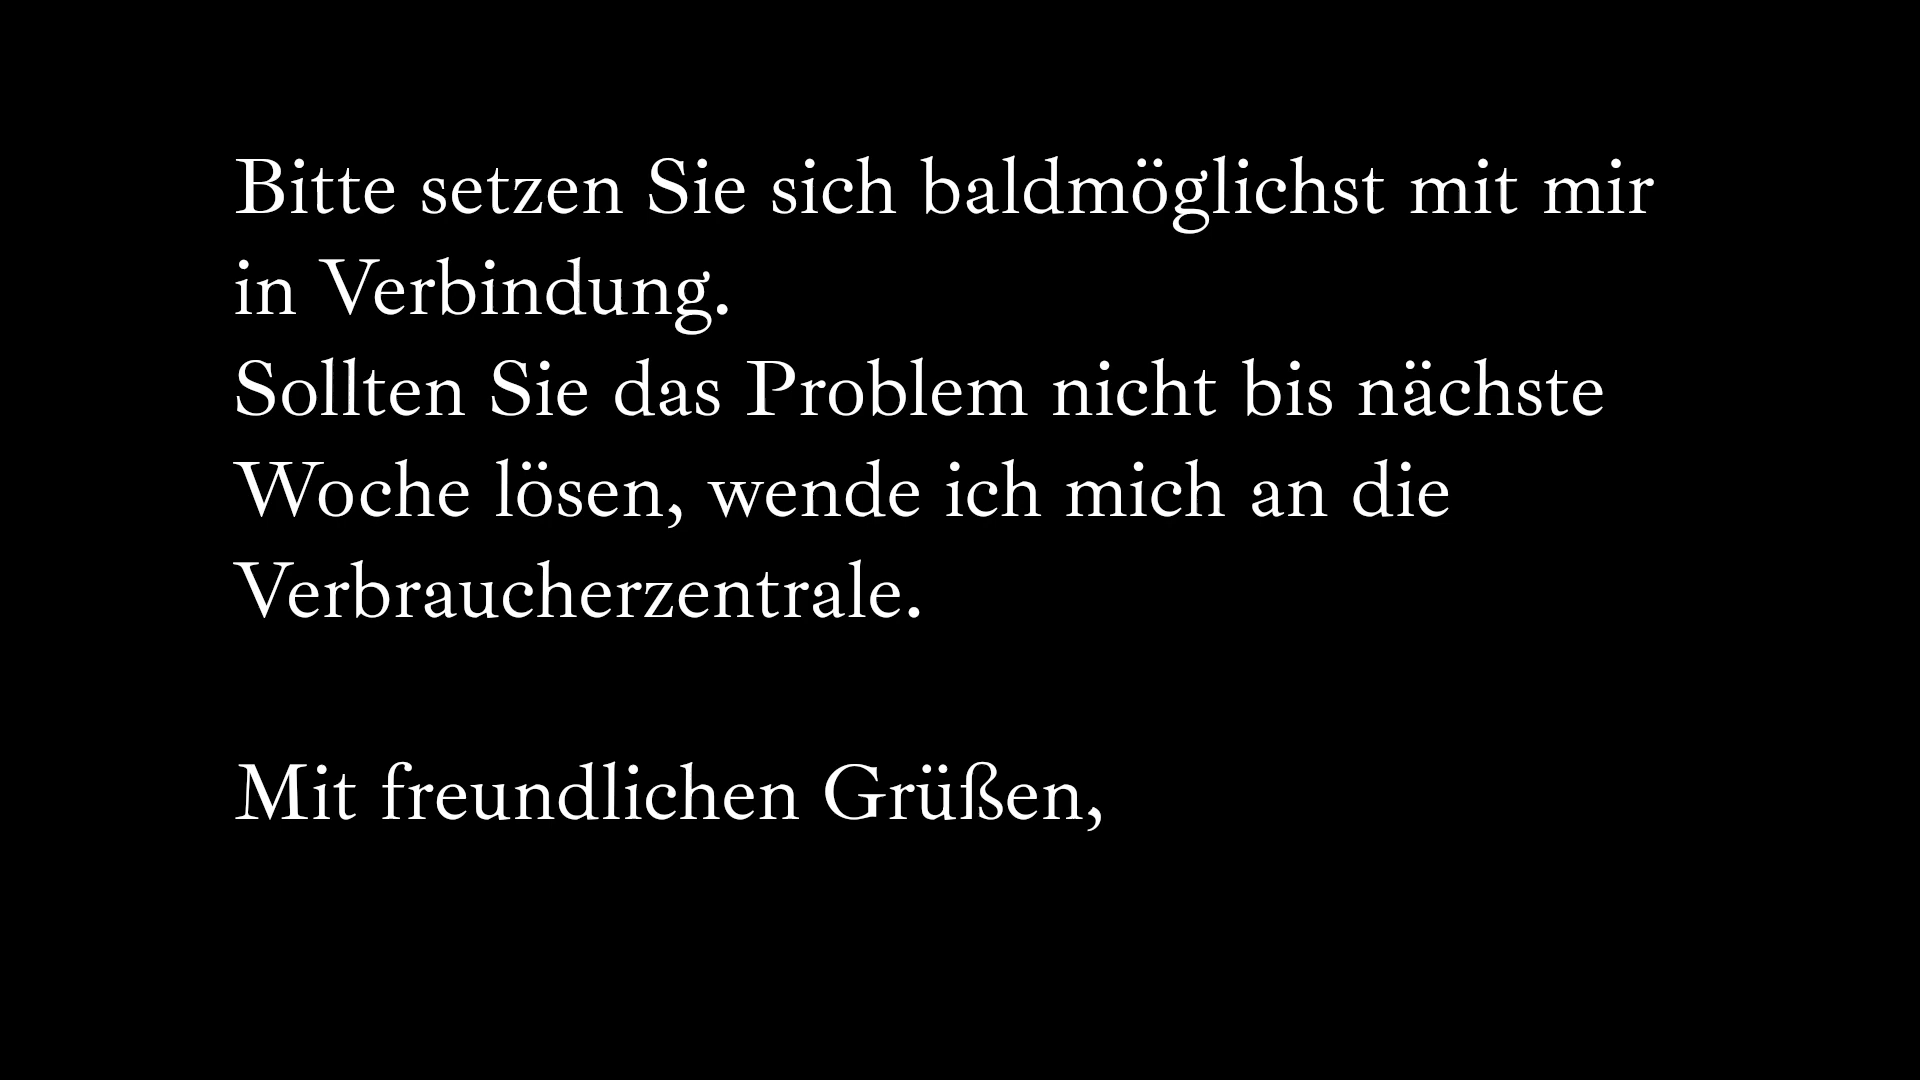 Bitte setzen Sie sich baldmöglichst mit mir
in Verbindung.
Sollten Sie das Problem nicht bis nächste
Woche lösen, wende ich mich an die
Verbraucherzentrale.
Mit freundlichen Grüßen,